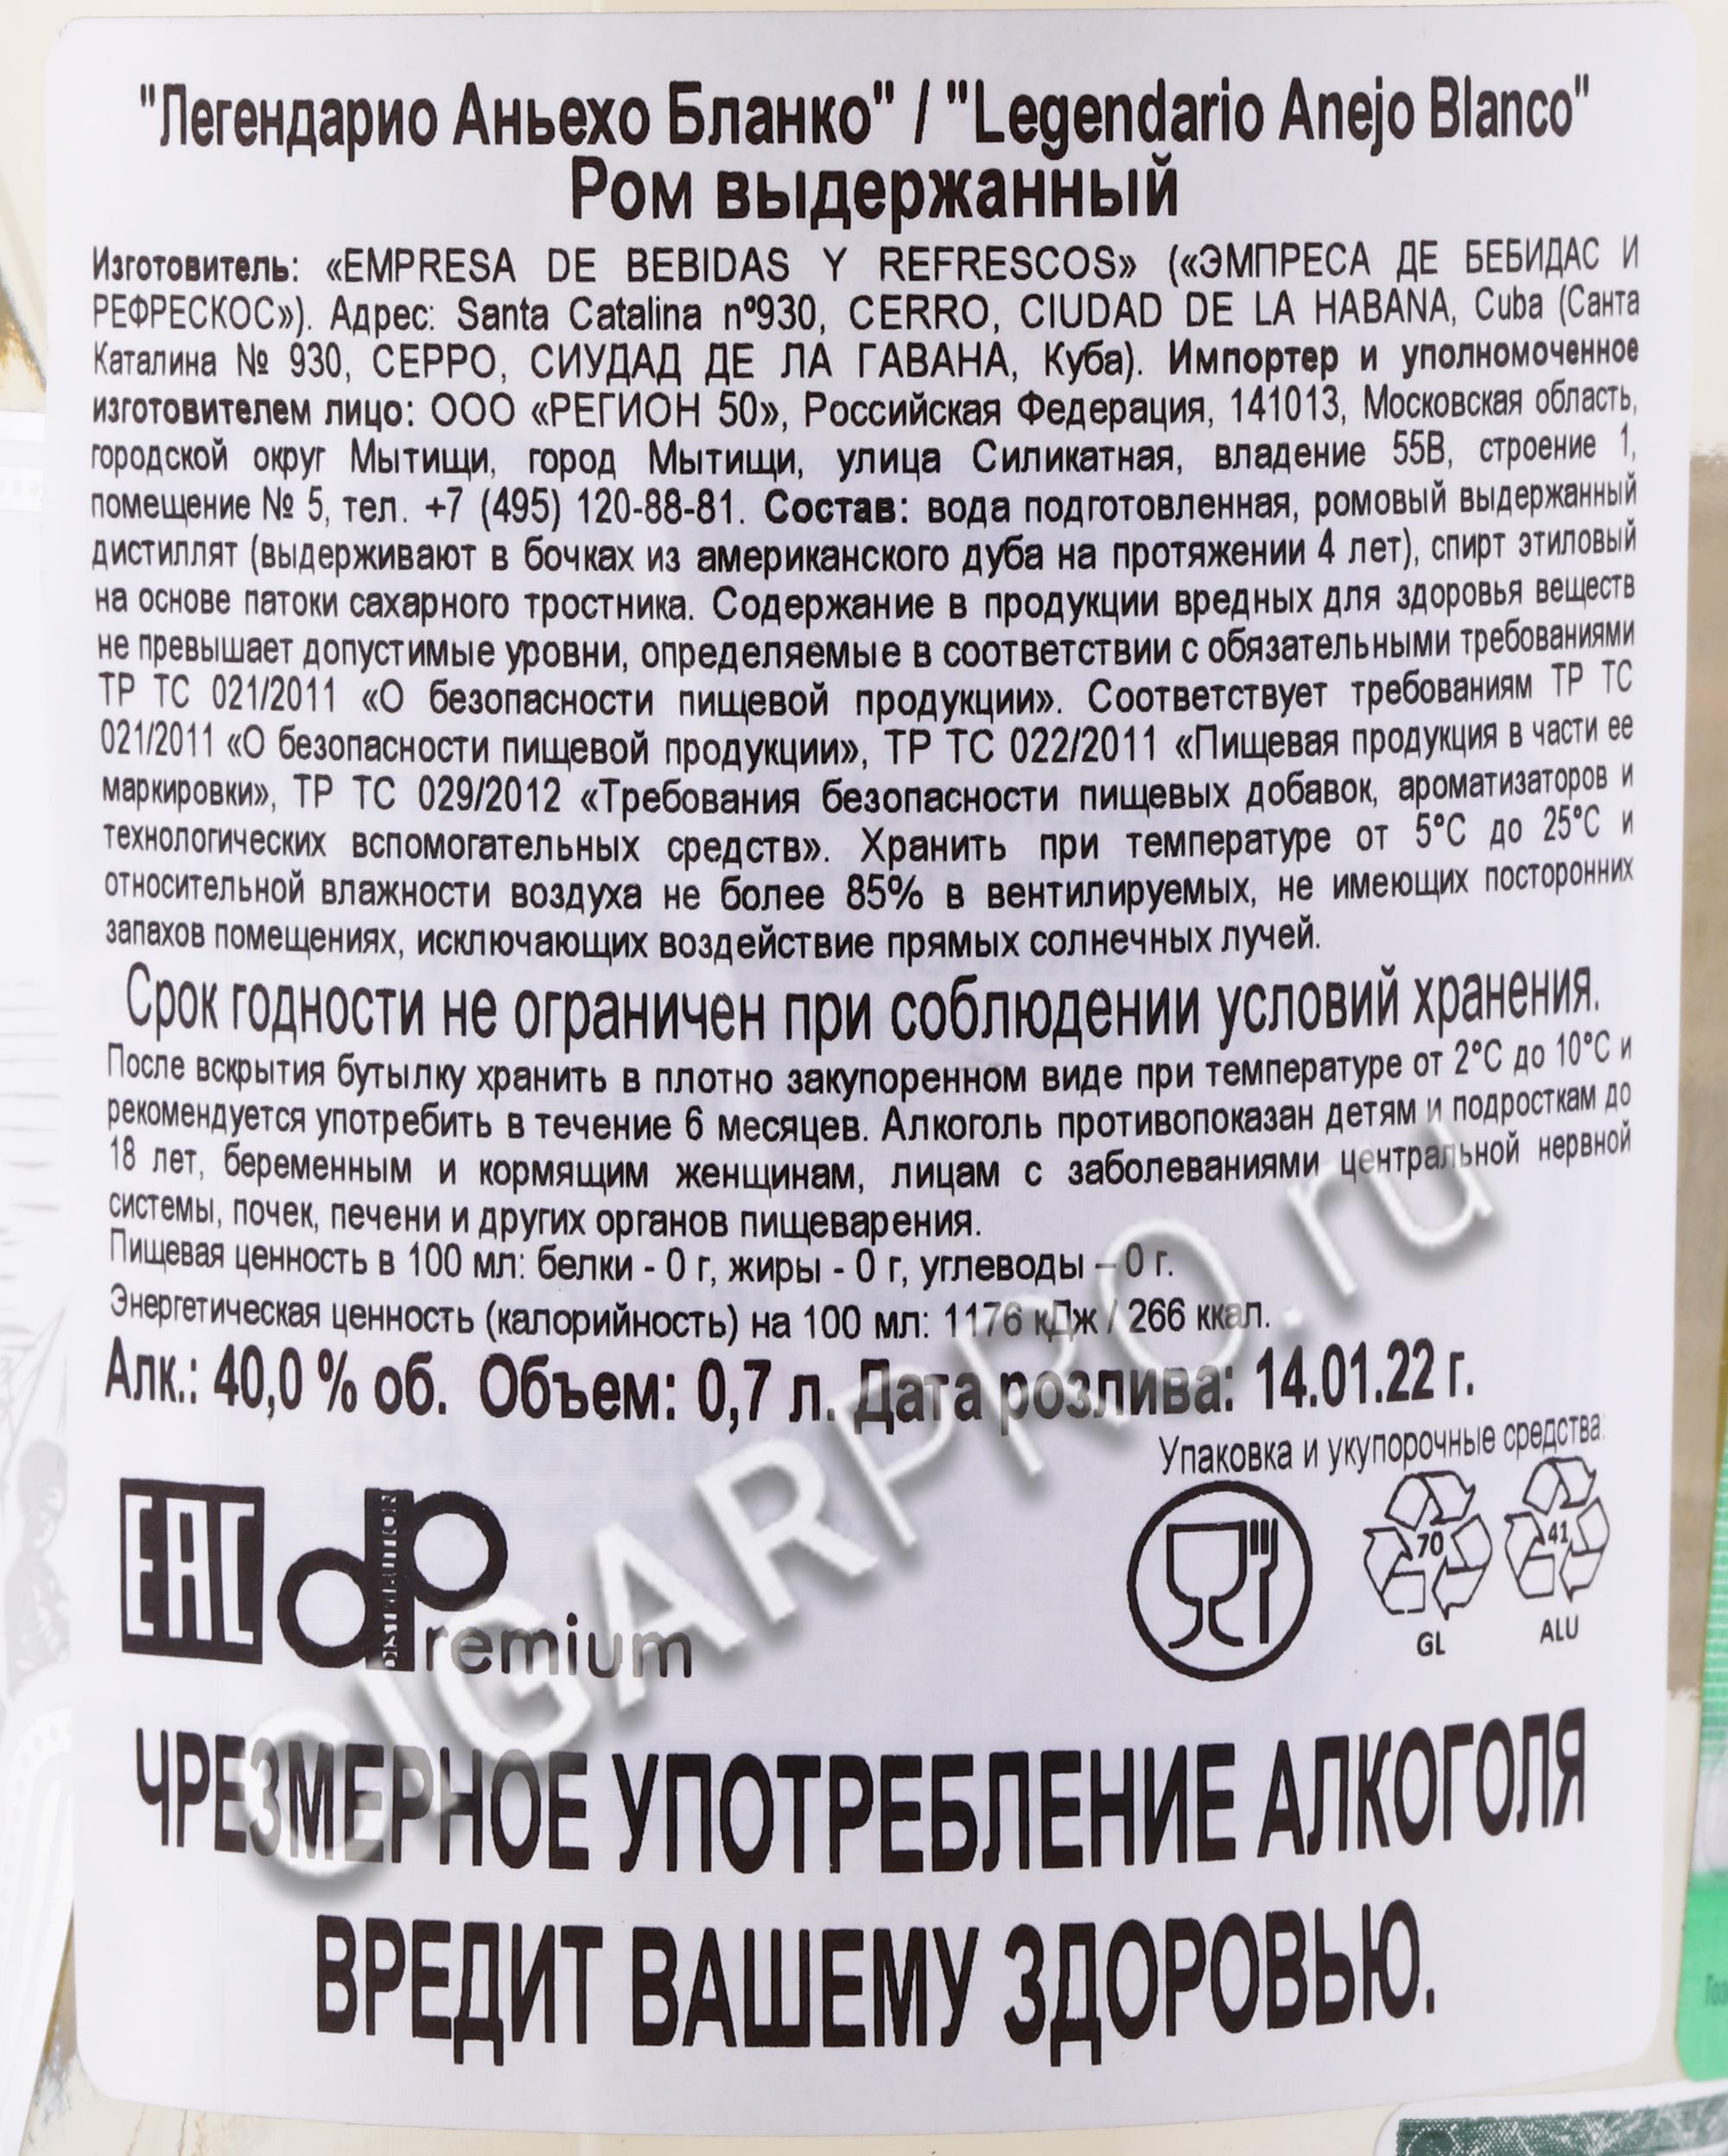 "Легендарио Аньехо Бланко" / "Legendario Anejo Blanco"
Ром выдержанный
Изготовитель: «EMPRESA DE BEBIDAS Y REFRESCOS» («ЭМПРЕСА ДЕ БЕБИДАС И
РЕФРЕСКОС»). Адрес: Santa Catalina nº930, CERRO, CIUDAD DE LA HABANA, Cuba (Санта
Каталина № 930, СЕРРО, СИУДАД ДЕ ЛА ГАВАНА, Куба). Импортер и уполномоченное
изготовителем лицо: ООО «РЕГИОН 50», Российская Федерация, 141013, Московская область,
городской округ Мытищи, город Мытищи, улица Силикатная, владение 55В, строение 1,
помещение № 5, тел. +7 (495) 120-88-81. Состав: вода подготовленная, ромовый выдержанный
дистиллят (выдерживают в бочках из американского дуба на протяжении 4 лет), спирт этиловый
на основе патоки сахарного тростника. Содержание в продукции вредных для здоровья веществ
не превышает допустимые уровни, определяемые в соответствии с обязательными требованиями
ТР ТС 021/2011 «О безопасности пищевой продукции». Соответствует требованиям ТР ТС
021/2011 «О безопасности пищевой продукции», ТР ТС 022/2011 «Пищевая продукция в части ее
маркировки», ТР ТС 029/2012 «Требования безопасности пищевых добавок, ароматизаторов и
технологических вспомогательных средств». Хранить при температуре от 5°С до 25°С и
относительной влажности воздуха не более 85% в вентилируемых, не имеющих посторонних
запахов помещениях, исключающих воздействие прямых солнечных лучей.
Срок годности не ограничен при соблюдении условий хранения.
После вскрытия бутылку хранить в плотно закупоренном виде при температуре от 2°С до 10°С и
рекомендуется употребить в течение 6 месяцев. Алкоголь противопоказан детям и подросткам до
18 лет, беременным и кормящим женщинам, лицам с заболеваниями центральной нервной
системы, почек, печени и других органов пищеварения.
Пищевая ценность в 100 мл: белки - 0 г, жиры - 0 г, углеводы – 0 г.
Энергетическая ценность (калорийность) на 100 мл: 1176 кДж / 266 ккал.
Алк.: 40,0 % об. Объем: 0,7 л. Дата розлива: 14.01.22 г.
Упаковка и укупорочные средства:
EAC
dp DISTRIBUTION Premium
70
41
GL
ALU
CIGARPRO.ru
ЧРЕЗМЕРНОЕ УПОТРЕБЛЕНИЕ АЛКОГОЛЯ
ВРЕДИТ ВАШЕМУ ЗДОРОВЬЮ.